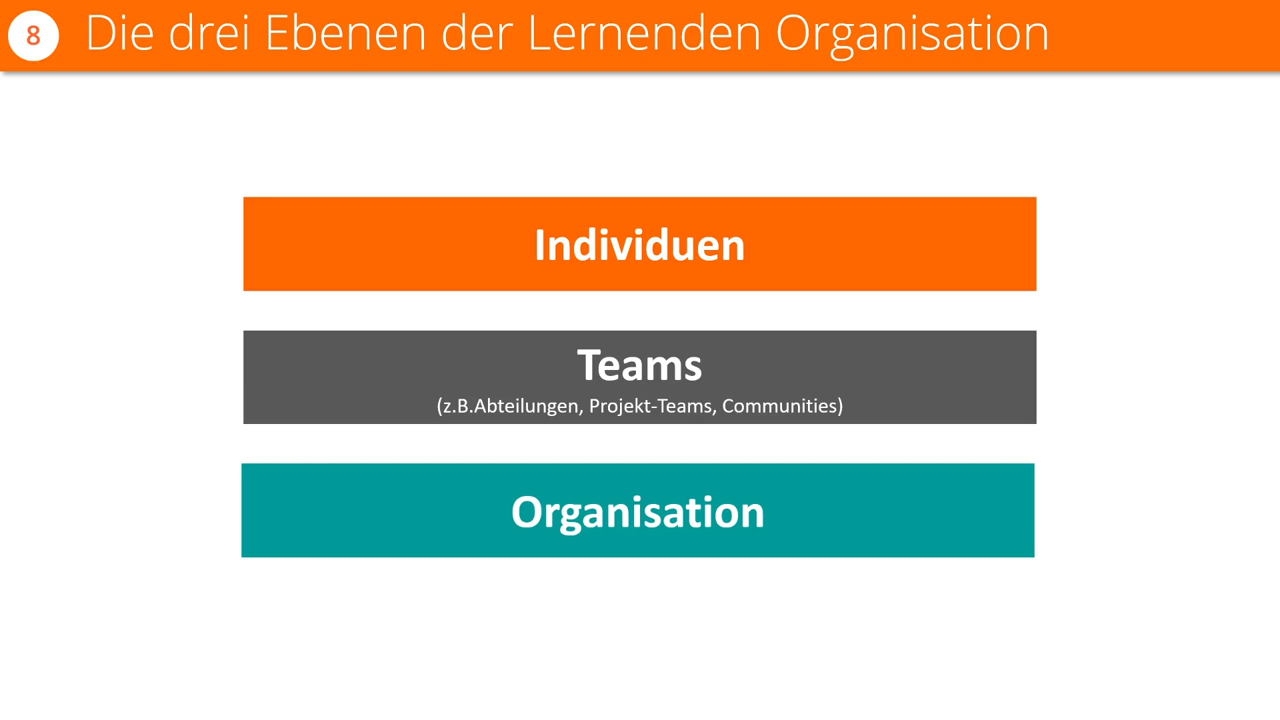 8 Die drei Ebenen der Lernenden Organisation
Individuen
Teams
(z.B.Abteilungen, Projekt-Teams, Communities)
Organisation